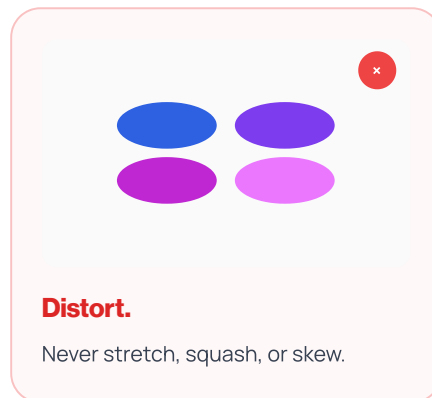 ×
Distort.
Never stretch, squash, or skew.